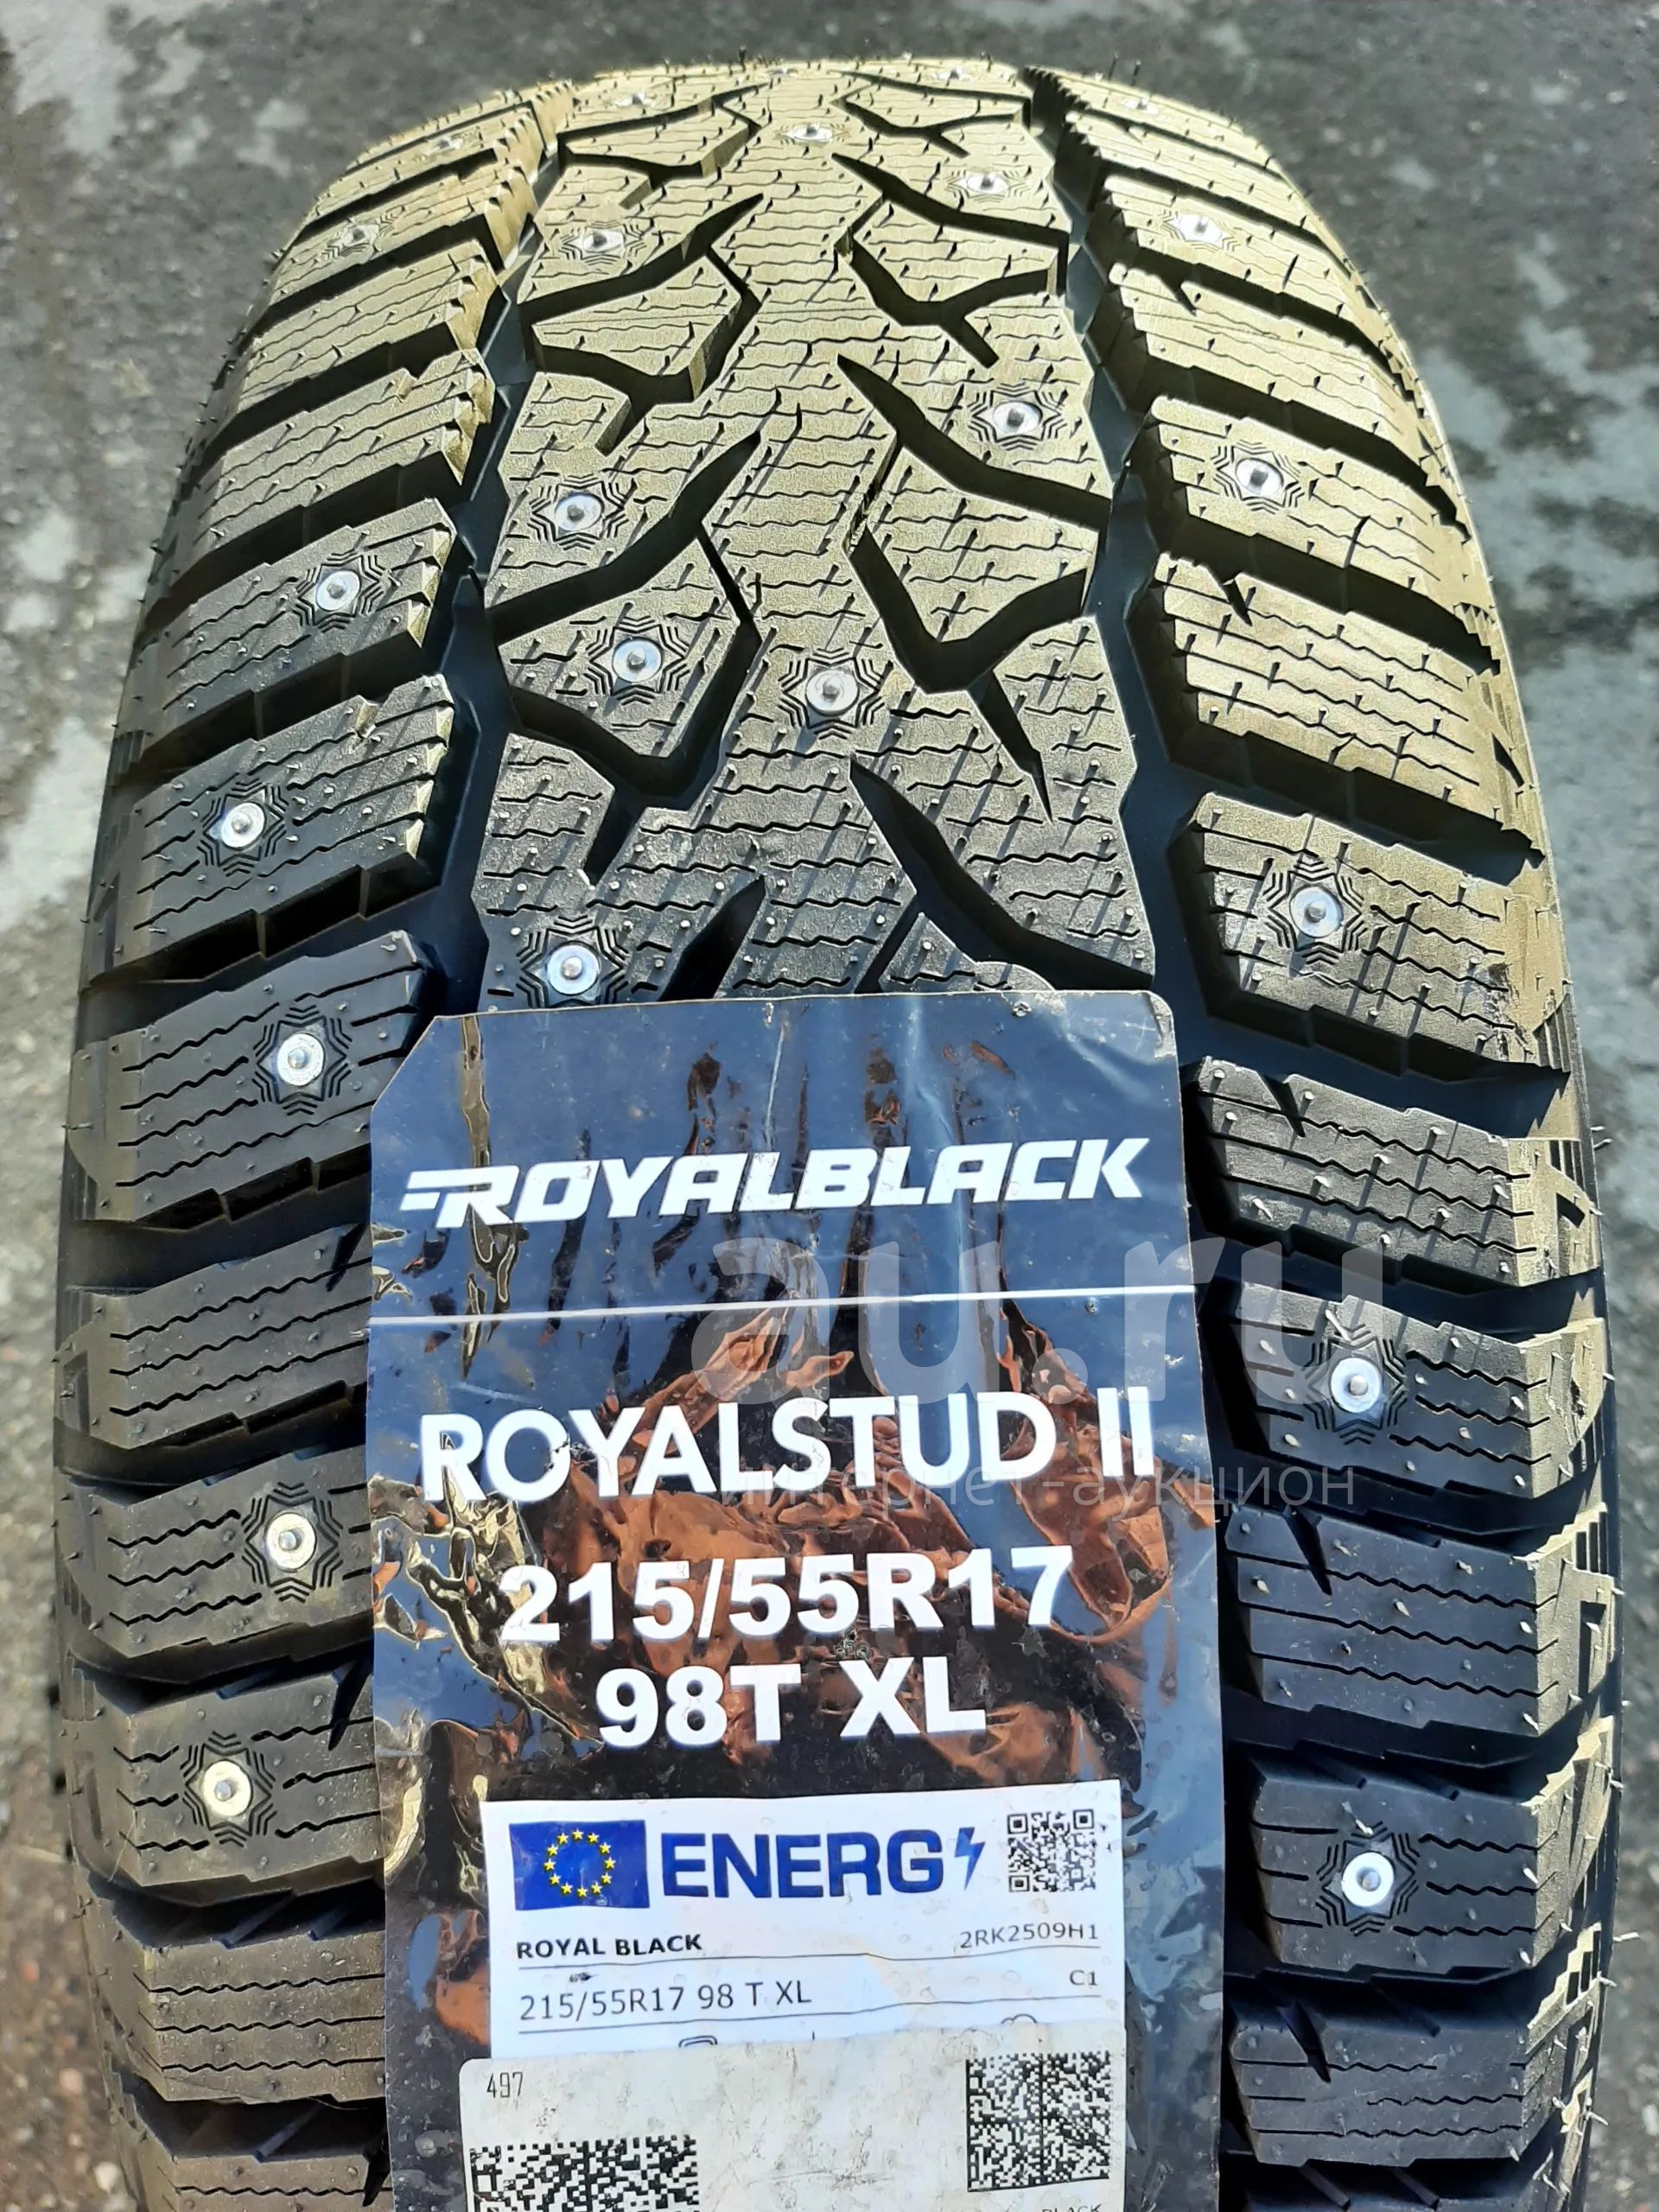 ROYALBLACK
au.ru
ROYALSTUD II
интернет-аукцион
215/55R17
98T XL
ENERG
ROYAL BLACK 2RK2509H1
215/55R17 98 T XL C1
497
BLACK